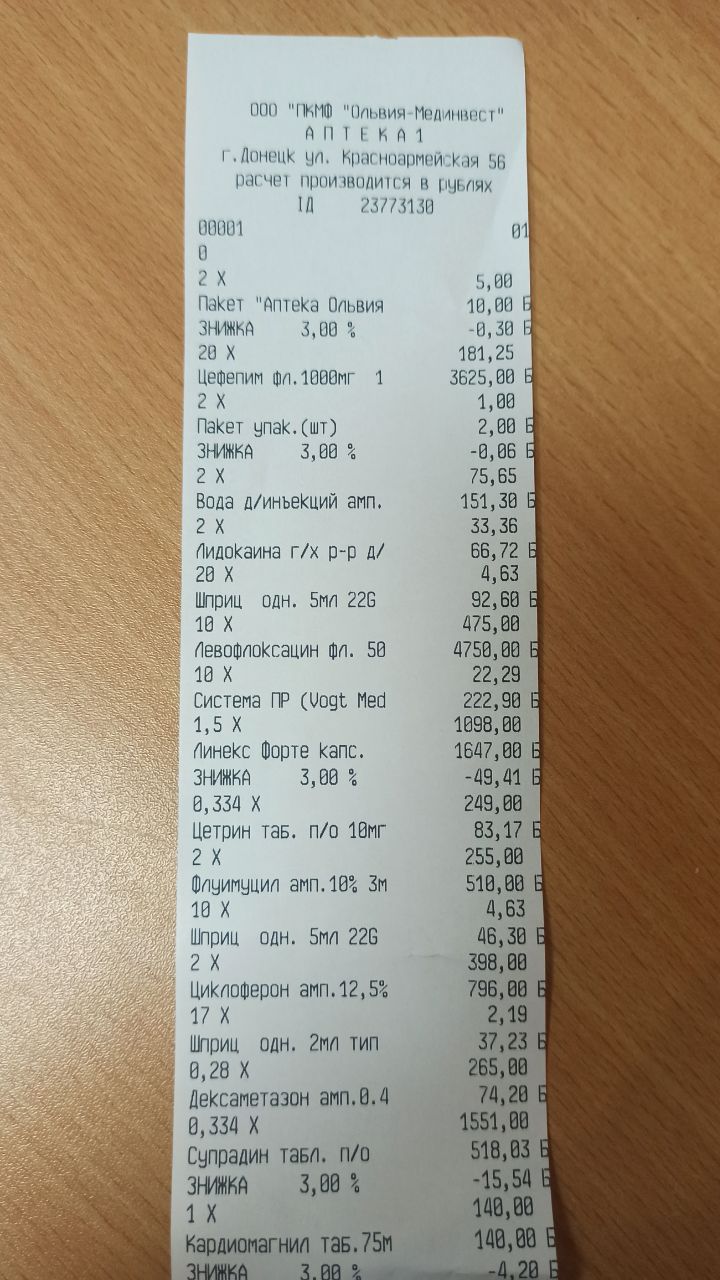 ООО "ПКМФ "Ольвия-Мединвест"
А П Т Е К А 1
г.Донецк ул. Красноармейская 56
расчет производится в рублях
ІД 23773130
00001 01
0
2 X 5,00
Пакет "Аптека Ольвия 10,00 Б
ЗНИЖКА 3,00 % -0,30 Б
20 X 181,25
Цефепим фл.1000мг 1 3625,00 Б
2 X 1,00
Пакет упак.(шт) 2,00 Б
ЗНИЖКА 3,00 % -0,06 Б
2 X 75,65
Вода д/инъекций амп. 151,30 Б
2 X 33,36
Лидокаина г/х р-р д/ 66,72 Б
20 X 4,63
Шприц одн. 5мл 22G 92,60 Б
10 X 475,00
Левофлоксацин фл. 50 4750,00 Б
10 X 22,29
Система ПР (Vogt Med 222,90 Б
1,5 X 1098,00
Линекс Форте капс. 1647,00 Б
ЗНИЖКА 3,00 % -49,41 Б
0,334 X 249,00
Цетрин таб. п/о 10мг 83,17 Б
2 X 255,00
Флуимуцил амп.10% 3м 510,00 Б
10 X 4,63
Шприц одн. 5мл 22G 46,30 Б
2 X 398,00
Циклоферон амп.12,5% 796,00 Б
17 X 2,19
Шприц одн. 2мл тип 37,23 Б
0,28 X 265,00
Дексаметазон амп.0.4 74,20 Б
0,334 X 1551,00
Супрадин табл. п/о 518,03 Б
ЗНИЖКА 3,00 % -15,54 Б
1 X 140,00
Кардиомагнил таб.75м 140,00 Б
ЗНИЖКА 3,00 % -4,20 Б